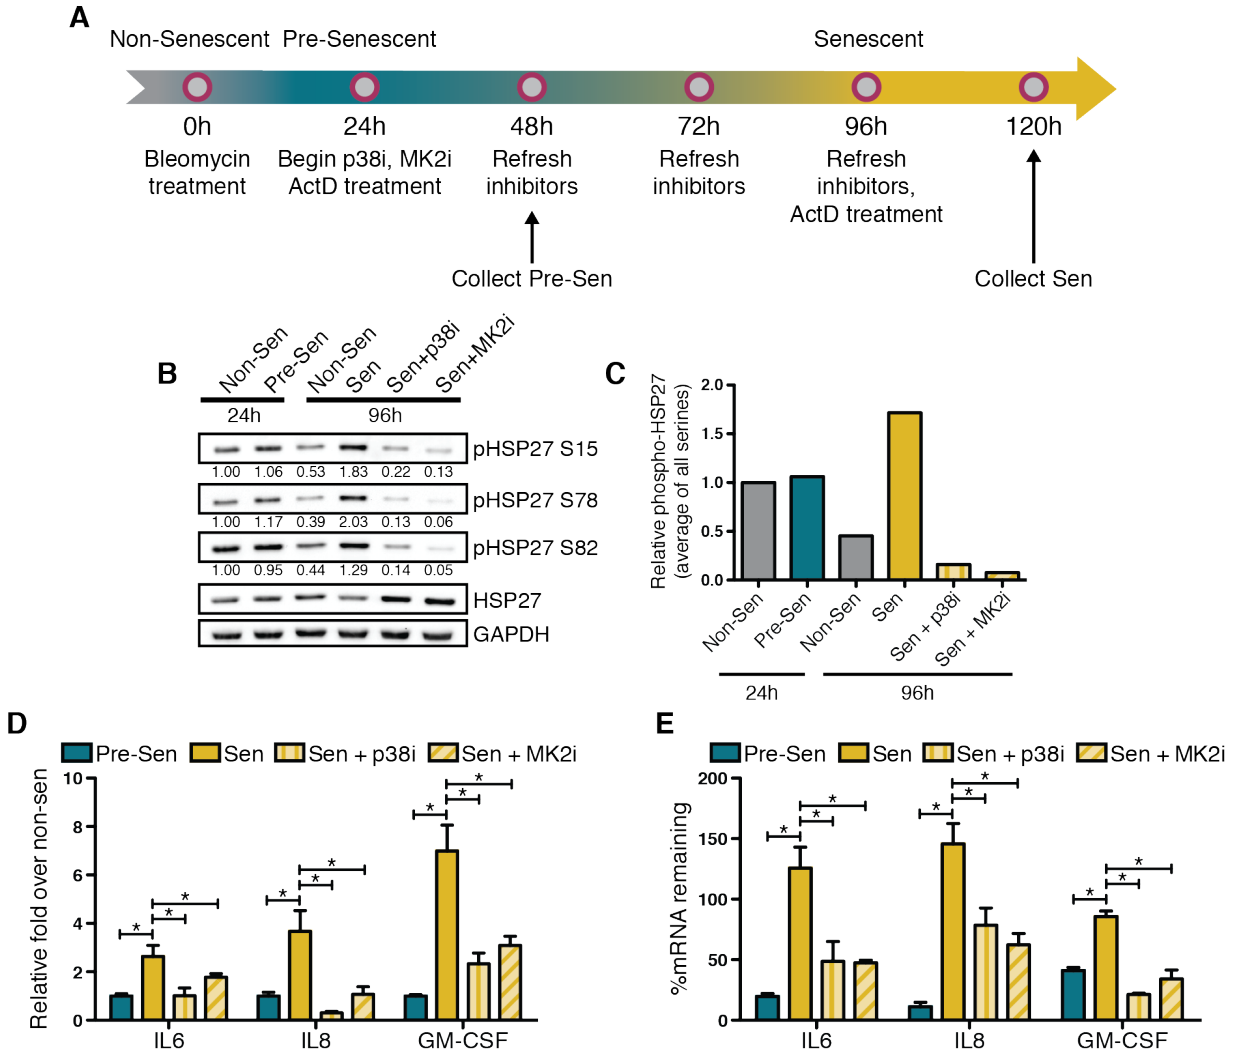 A
Non-Senescent Pre-Senescent Senescent
0h 24h 48h 72h 96h 120h
Bleomycin Begin p38i, MK2i Refresh Refresh Refresh
treatment ActD treatment inhibitors inhibitors inhibitors,
ActD treatment
Collect Pre-Sen Collect Sen
B
Non-Sen Pre-Sen Non-Sen Sen Sen+p38i Sen+MK2i
24h 96h
pHSP27 S15
1.00 1.06 0.53 1.83 0.22 0.13
pHSP27 S78
1.00 1.17 0.39 2.03 0.13 0.06
pHSP27 S82
1.00 0.95 0.44 1.29 0.14 0.05
HSP27
GAPDH
C
Relative phospho-HSP27
(average of all serines)
2.0
1.5
1.0
0.5
0.0
Non-Sen Pre-Sen Non-Sen Sen Sen + p38i Sen + MK2i
24h 96h
D
Pre-Sen Sen Sen + p38i Sen + MK2i
Relative fold over non-sen
10
8
6
4
2
0
* * * * * * * * *
IL6 IL8 GM-CSF
E
Pre-Sen Sen Sen + p38i Sen + MK2i
%mRNA remaining
200
150
100
50
0
* * * * * * * * *
IL6 IL8 GM-CSF